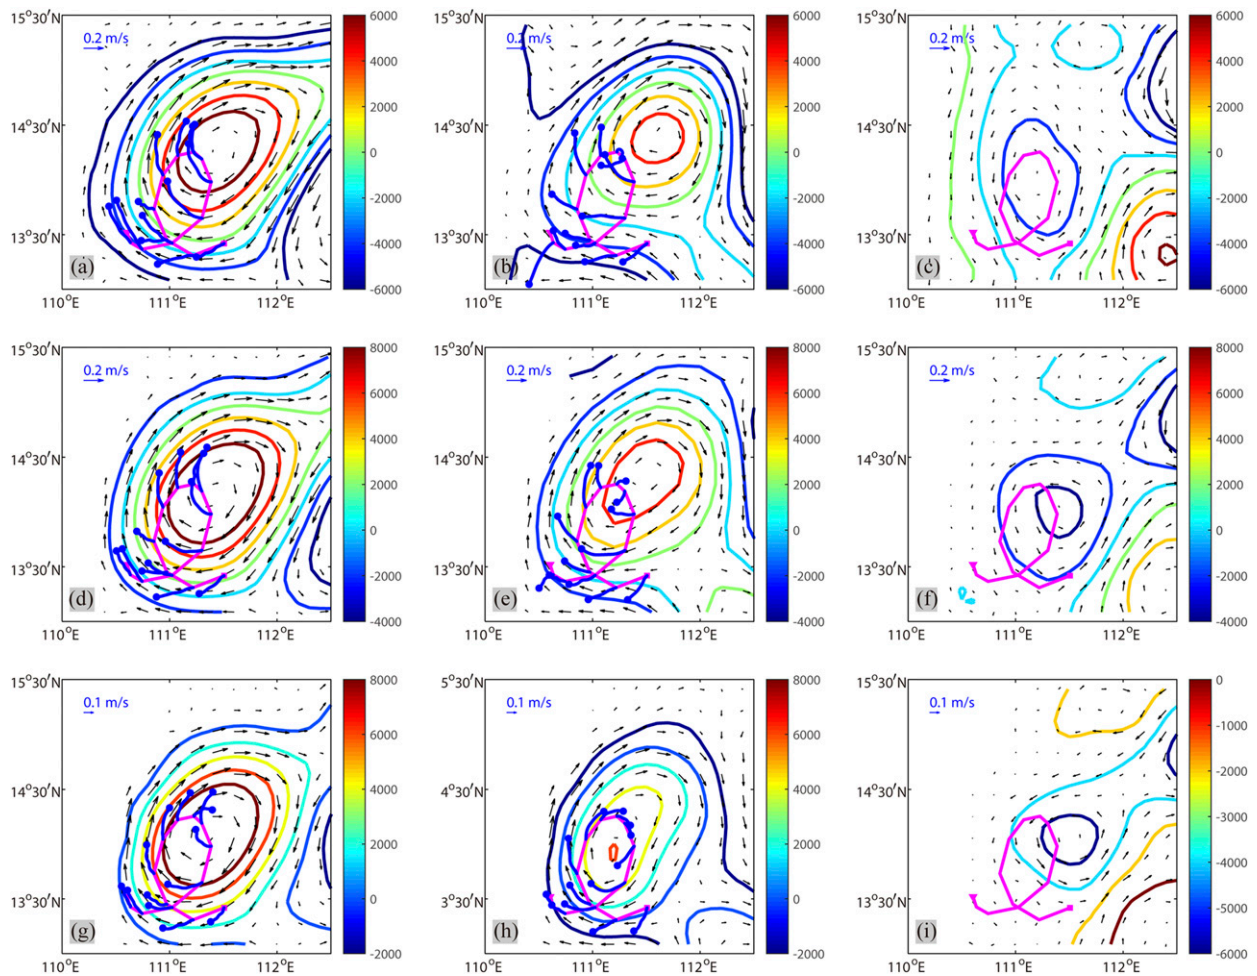 15°30'N 6000 6000 15°30'N 6000
0.2 m/s 0.2 m/s 0.2 m/s
4000 4000 4000
14°30'N 2000 14°30'N 2000 14°30'N 2000
0 0 0
-2000 -2000 -2000
13°30'N 13°30'N 13°30'N
(a) -4000 (b) -4000 (c) -4000
-6000 -6000 -6000
110°E 111°E 112°E 110°E 111°E 112°E 110°E 111°E 112°E
15°30'N 8000 15°30'N 8000 15°30'N 8000
0.2 m/s 0.2 m/s 0.2 m/s
6000 6000 6000
14°30'N 4000 14°30'N 4000 14°30'N 4000
2000 2000 2000
0 0 0
13°30'N 13°30'N 13°30'N
(d) -2000 (e) -2000 (f) -2000
-4000 -4000 -4000
110°E 111°E 112°E 110°E 111°E 112°E 110°E 111°E 112°E
15°30'N 8000 5°30'N 8000 15°30'N 0
0.1 m/s 0.1 m/s 0.1 m/s
6000 6000 -1000
14°30'N 4000 4°30'N 4000 14°30'N -2000
-3000
2000 2000
-4000
13°30'N 0 3°30'N 0 13°30'N -5000
(g) (h) (i)
-2000 -2000 -6000
110°E 111°E 112°E 110°E 111°E 112°E 110°E 111°E 112°E